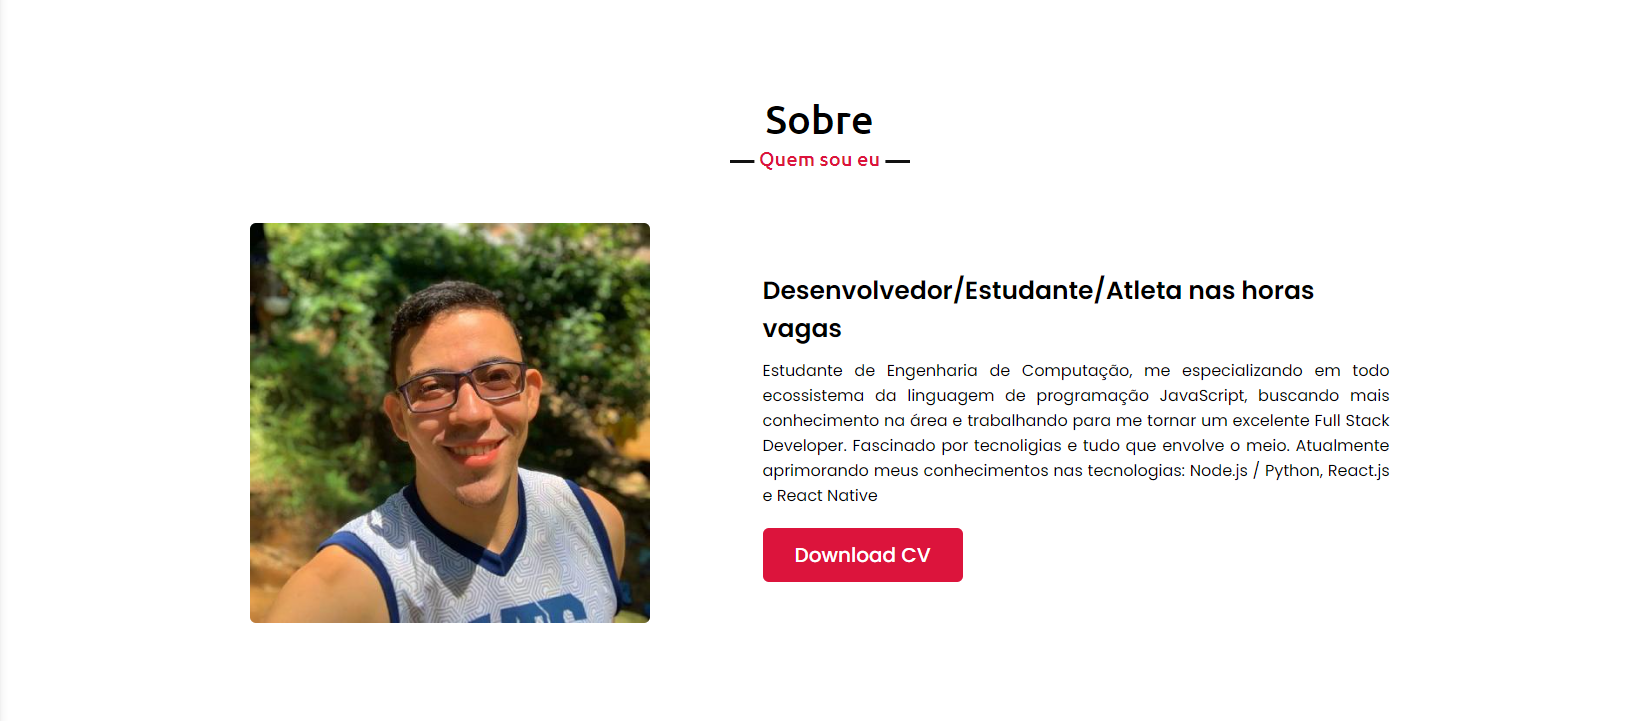 Sobre
Quem sou eu
Desenvolvedor/Estudante/Atleta nas horas
vagas
Estudante de Engenharia de Computação, me especializando em todo
ecossistema da linguagem de programação JavaScript, buscando mais
conhecimento na área e trabalhando para me tornar um excelente Full Stack
Developer. Fascinado por tecnoligias e tudo que envolve o meio. Atualmente
aprimorando meus conhecimentos nas tecnologias: Node.js / Python, React.js
e React Native
Download CV